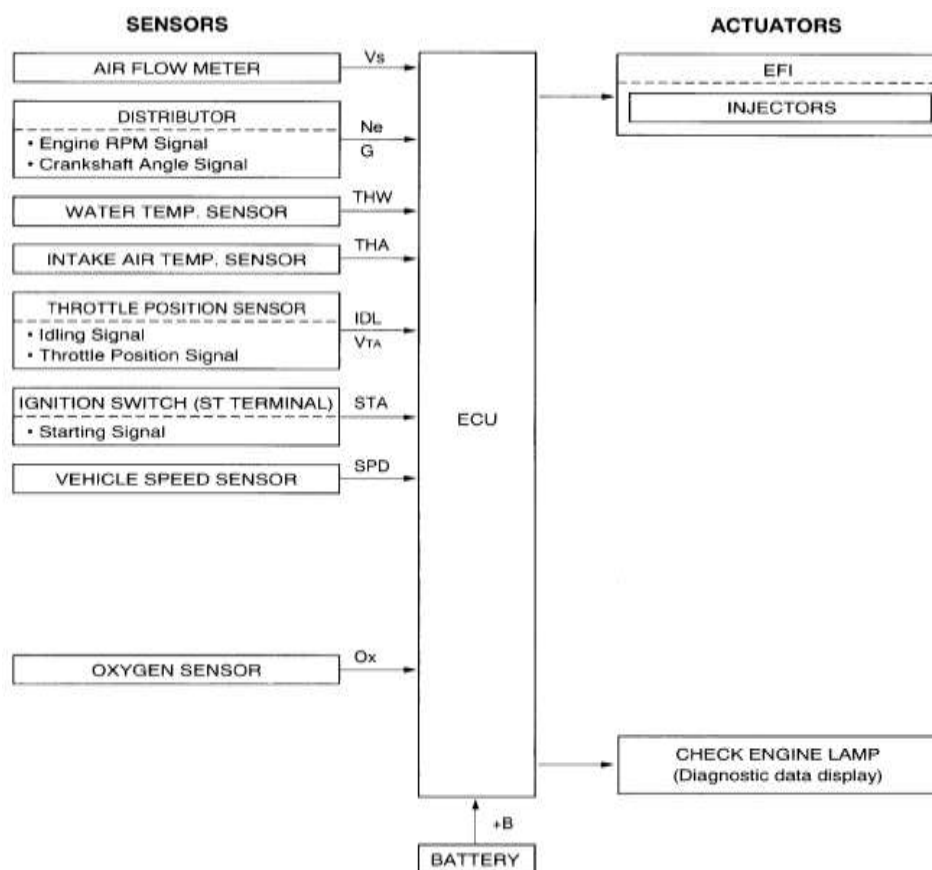 SENSORS
ACTUATORS
AIR FLOW METER
Vs
EFI
INJECTORS
DISTRIBUTOR
• Engine RPM Signal
• Crankshaft Angle Signal
Ne
G
WATER TEMP. SENSOR
THW
INTAKE AIR TEMP. SENSOR
THA
THROTTLE POSITION SENSOR
• Idling Signal
• Throttle Position Signal
IDL
VTA
IGNITION SWITCH (ST TERMINAL)
• Starting Signal
STA
ECU
VEHICLE SPEED SENSOR
SPD
OXYGEN SENSOR
Ox
CHECK ENGINE LAMP
(Diagnostic data display)
+B
BATTERY